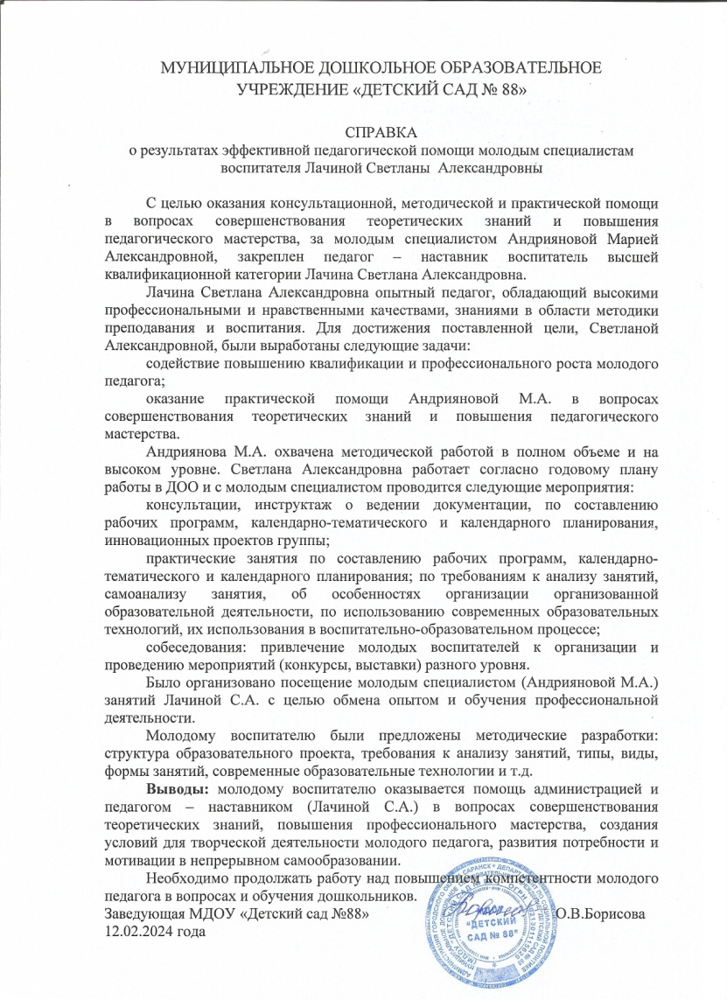 МУНИЦИПАЛЬНОЕ ДОШКОЛЬНОЕ ОБРАЗОВАТЕЛЬНОЕ
УЧРЕЖДЕНИЕ «ДЕТСКИЙ САД № 88»
СПРАВКА
о результатах эффективной педагогической помощи молодым специалистам
воспитателя Лачиной Светланы Александровны
С целью оказания консультационной, методической и практической помощи
в вопросах совершенствования теоретических знаний и повышения
педагогического мастерства, за молодым специалистом Андрияновой Марией
Александровной, закреплен педагог – наставник воспитатель высшей
квалификационной категории Лачина Светлана Александровна.
Лачина Светлана Александровна опытный педагог, обладающий высокими
профессиональными и нравственными качествами, знаниями в области методики
преподавания и воспитания. Для достижения поставленной цели, Светланой
Александровной, были выработаны следующие задачи:
содействие повышению квалификации и профессионального роста молодого
педагога;
оказание практической помощи Андрияновой М.А. в вопросах
совершенствования теоретических знаний и повышения педагогического
мастерства.
Андриянова М.А. охвачена методической работой в полном объеме и на
высоком уровне. Светлана Александровна работает согласно годовому плану
работы в ДОО и с молодым специалистом проводится следующие мероприятия:
консультации, инструктаж о ведении документации, по составлению
рабочих программ, календарно-тематического и календарного планирования,
инновационных проектов группы;
практические занятия по составлению рабочих программ, календарно-
тематического и календарного планирования; по требованиям к анализу занятий,
самоанализу занятия, об особенностях организации организованной
образовательной деятельности, по использованию современных образовательных
технологий, их использования в воспитательно-образовательном процессе;
собеседования: привлечение молодых воспитателей к организации и
проведению мероприятий (конкурсы, выставки) разного уровня.
Было организовано посещение молодым специалистом (Андрияновой М.А.)
занятий Лачиной С.А. с целью обмена опытом и обучения профессиональной
деятельности.
Молодому воспитателю были предложены методические разработки:
структура образовательного проекта, требования к анализу занятий, типы, виды,
формы занятий, современные образовательные технологии и т.д.
Выводы: молодому воспитателю оказывается помощь администрацией и
педагогом – наставником (Лачиной С.А.) в вопросах совершенствования
теоретических знаний, повышения профессионального мастерства, создания
условий для творческой деятельности молодого педагога, развития потребности и
мотивации в непрерывном самообразовании.
Необходимо продолжать работу над повышением компетентности молодого
педагога в вопросах и обучения дошкольников.
Заведующая МДОУ «Детский сад №88» О.В.Борисова
12.02.2024 года
"ДЕТСКИЙ
САД № 88"